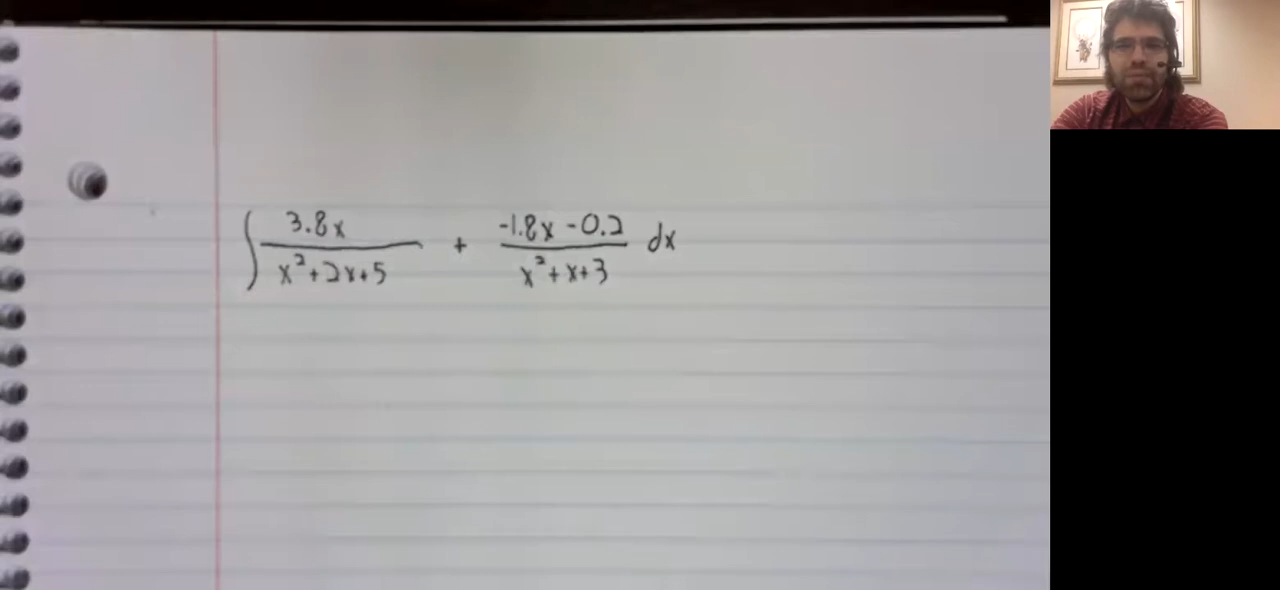 ∫ 3.8x / (x² + 2x + 5) + (-1.8x - 0.2) / (x² + x + 3) dx